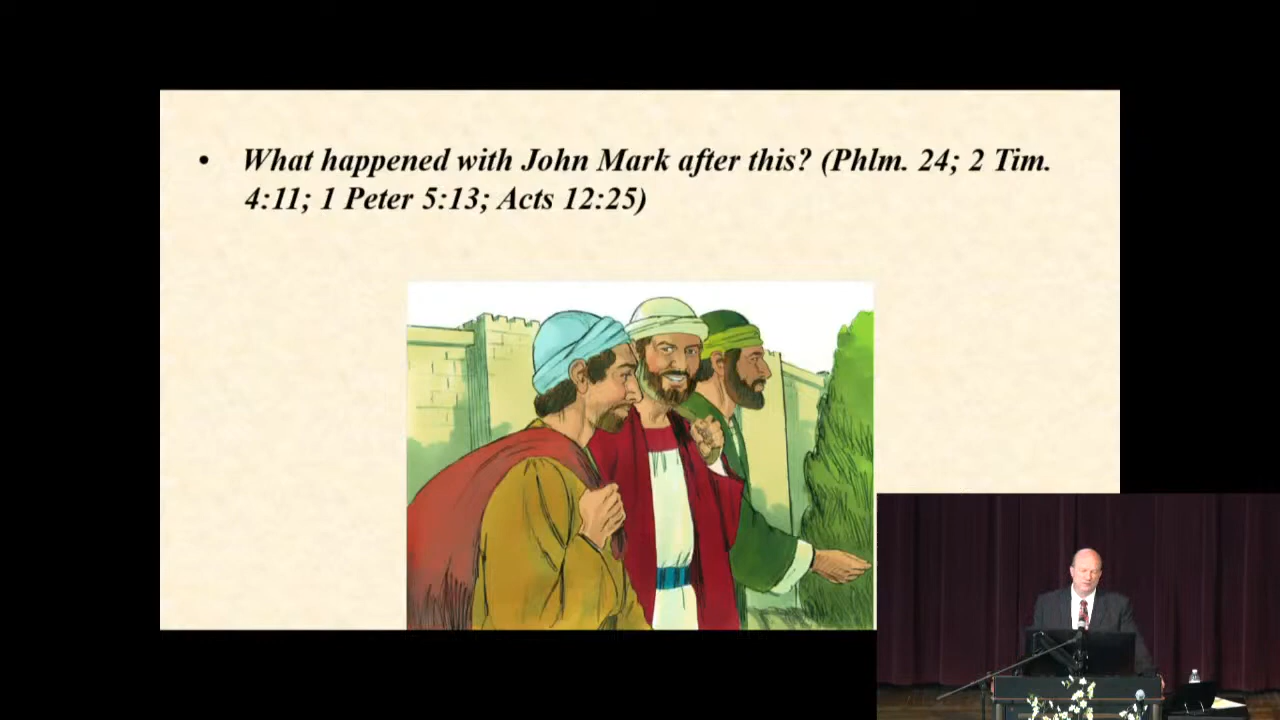 • What happened with John Mark after this? (Phlm. 24; 2 Tim.
4:11; 1 Peter 5:13; Acts 12:25)